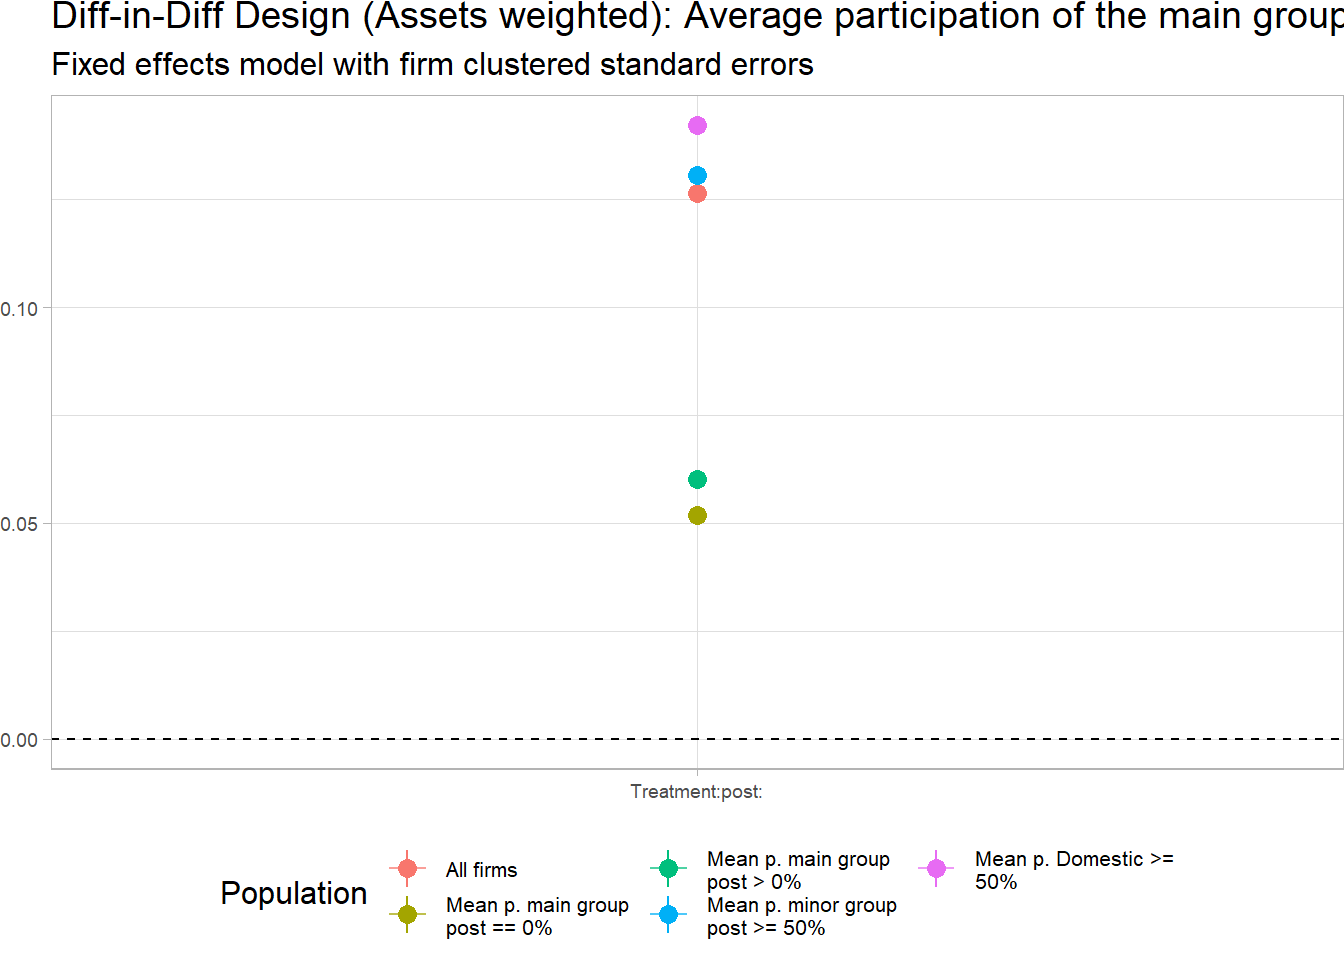 Diff-in-Diff Design (Assets weighted): Average participation of the main group
Fixed effects model with firm clustered standard errors
0.10
0.05
0.00
Treatment:post:
Population
All firms
Mean p. main group
post == 0%
Mean p. main group
post > 0%
Mean p. minor group
post >= 50%
Mean p. Domestic >=
50%